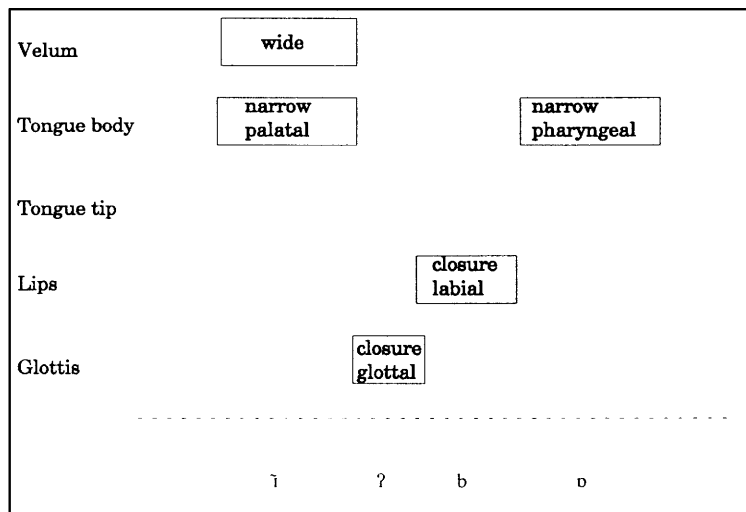 Velum
wide
Tongue body
narrow
palatal
narrow
pharyngeal
Tongue tip
Lips
closure
labial
Glottis
closure
glottal
ĩ ʔ b ɒ